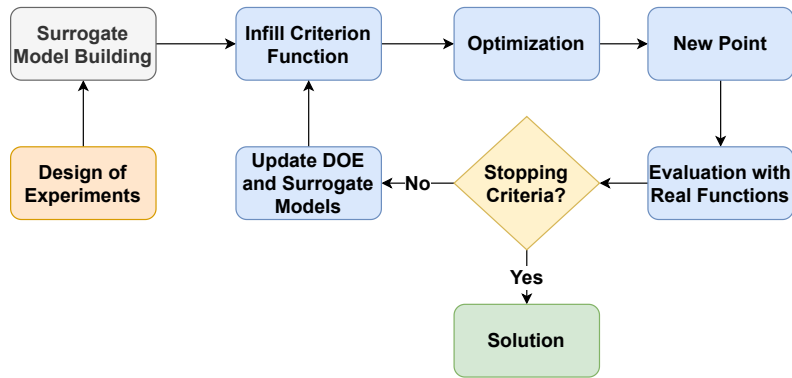 Surrogate
Model Building
Infill Criterion
Function
Optimization
New Point
Design of
Experiments
Update DOE
and Surrogate
Models
No
Stopping
Criteria?
Evaluation with
Real Functions
Yes
Solution